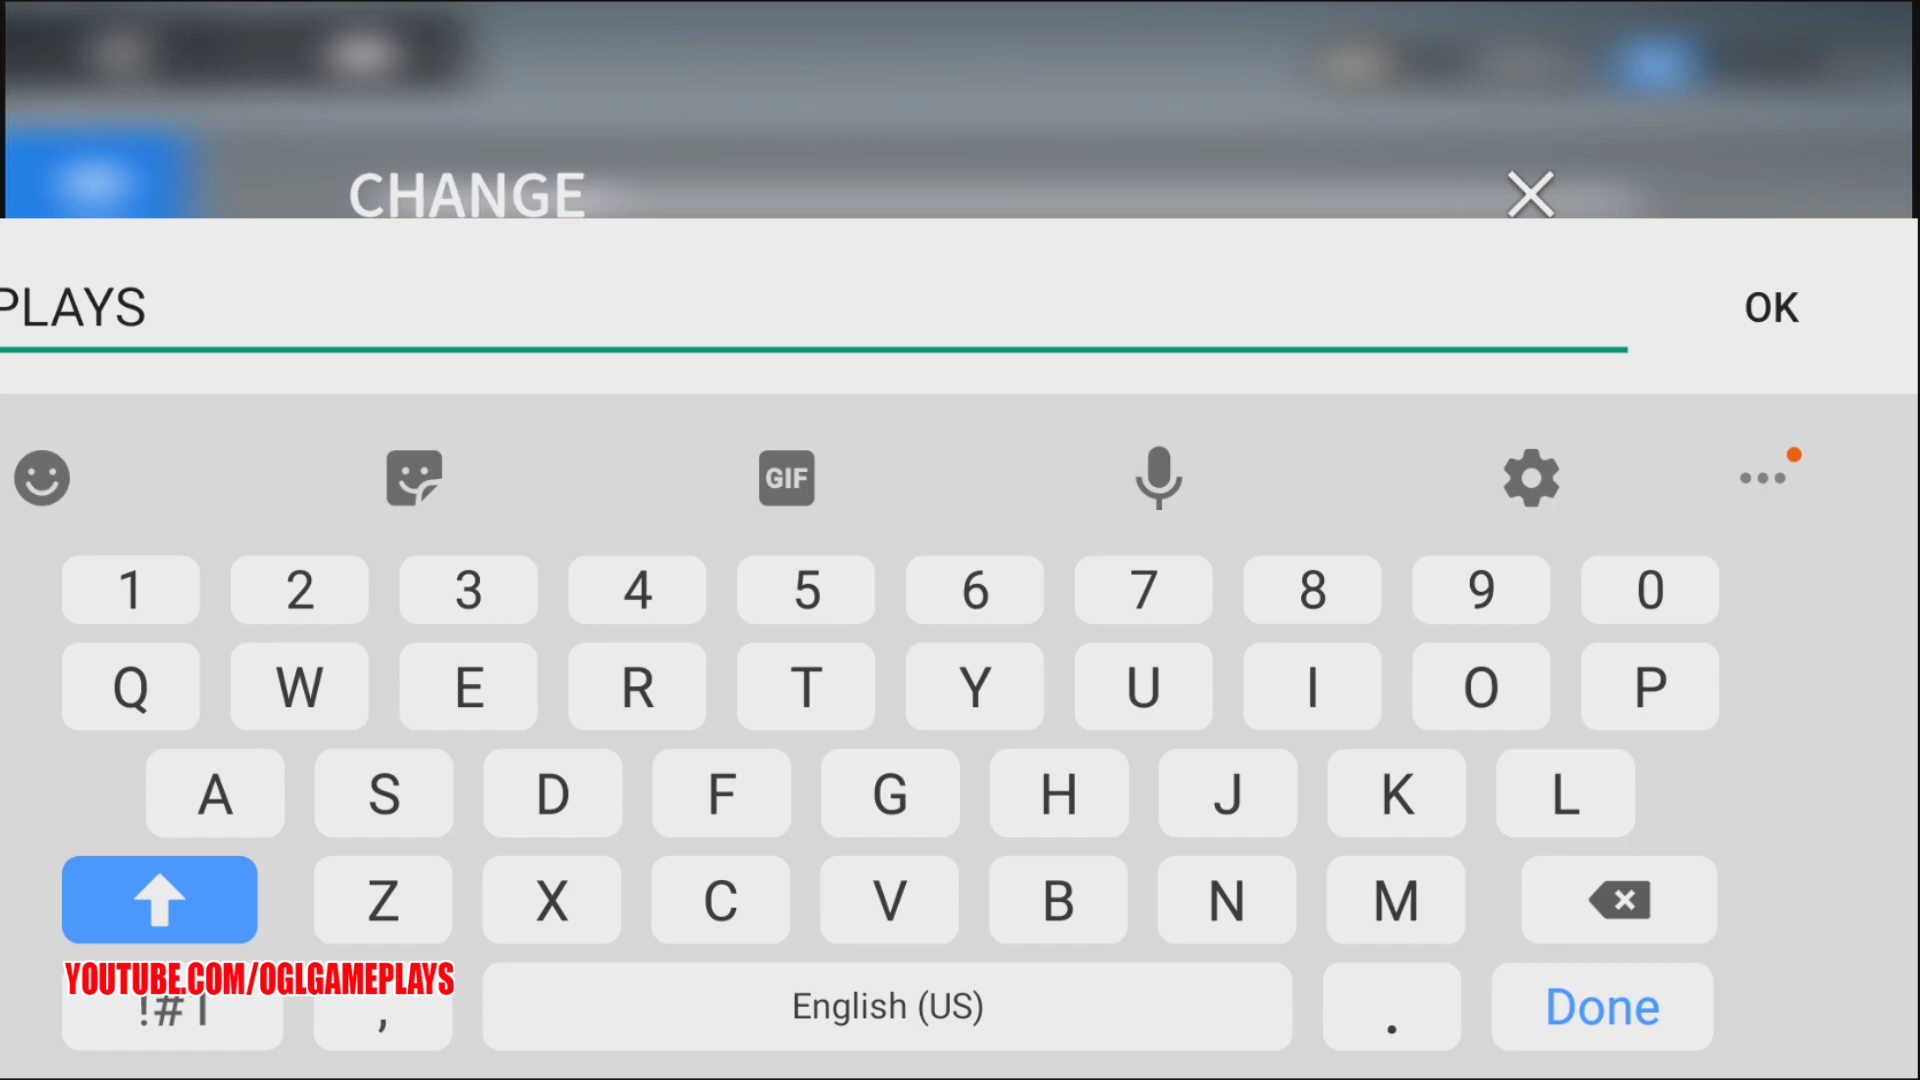 CHANGE
PLAYS
OK
GIF
1 2 3 4 5 6 7 8 9 0
Q W E R T Y U I O P
A S D F G H J K L
Z X C V B N M
YOUTUBE.COM/OGLGAMEPLAYS
!#1 , English (US) . Done